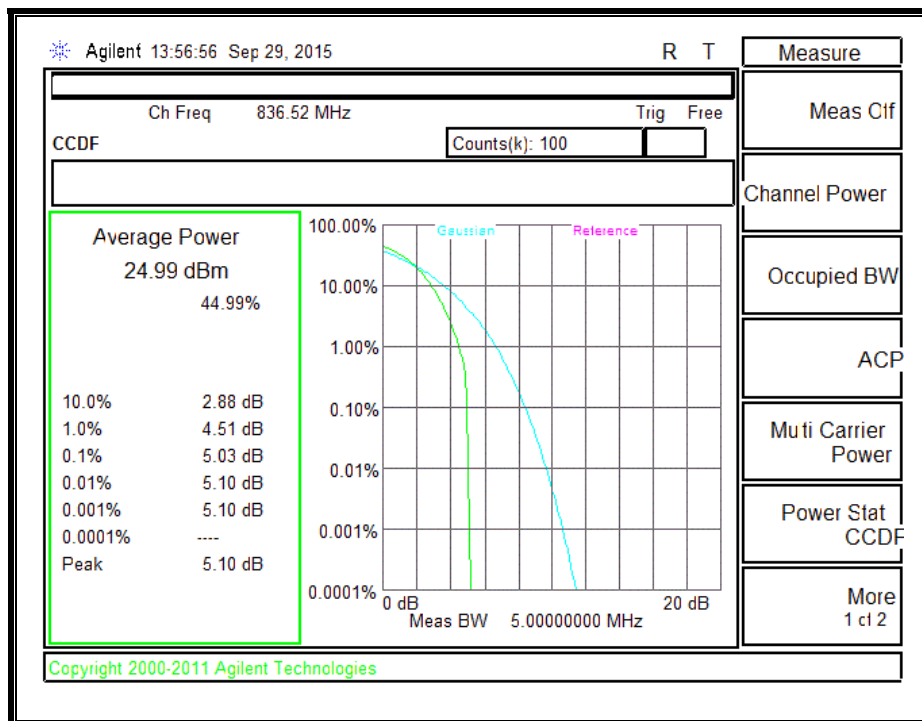 Agilent 13:56:56 Sep 29, 2015 R T
Ch Freq 836.52 MHz Trig Free
CCDF Counts(k): 100
Average Power
24.99 dBm
44.99%
10.0% 2.88 dB
1.0% 4.51 dB
0.1% 5.03 dB
0.01% 5.10 dB
0.001% 5.10 dB
0.0001% ----
Peak 5.10 dB
Gaussian Reference
100.00%
10.00%
1.00%
0.10%
0.01%
0.001%
0.0001%
0 dB 20 dB
Meas BW 5.00000000 MHz
Measure
Meas Off
Channel Power
Occupied BW
ACP
Multi Carrier
Power
Power Stat
CCDF
More
1 of 2
Copyright 2000-2011 Agilent Technologies